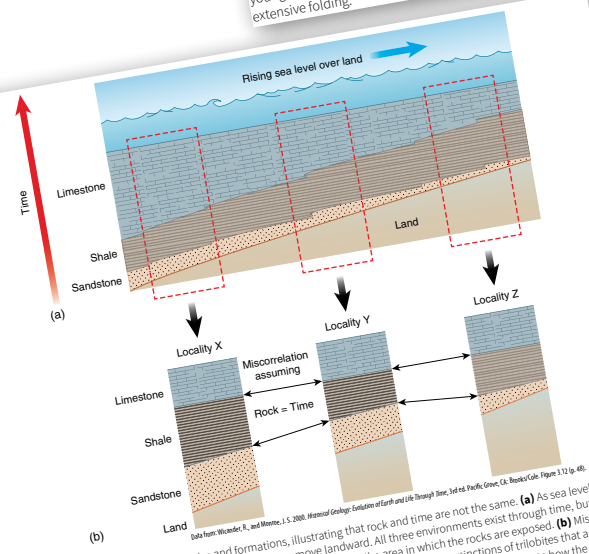 extensive folding.
Rising sea level over land
Time
Limestone
Shale
Sandstone
Land
(a)
Locality X
Locality Y
Locality Z
Miscorrelation
assuming
Rock = Time
Limestone
Shale
Sandstone
Land
(b)
Data from: Wicander, R., and Monroe, J. S. 2000. Historical Geology: Evolution of Earth and Life Through Time, 3rd ed. Pacific Grove, CA: Brooks/Cole. Figure 3.12 (p. 48).
and formations, illustrating that rock and time are not the same. (a) As sea level
move landward. All three environments exist through time, bu
area in which the rocks are exposed. (b) Mis
tinctions of trilobites that a
how the